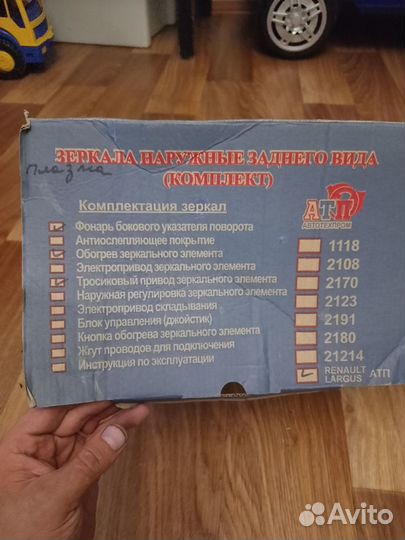 ЗЕРКАЛА НАРУЖНЫЕ ЗАДНЕГО ВИДА
(КОМПЛЕКТ)
плазма
Комплектация зеркал
АТП
АВТОТЕХПРОМ
Фонарь бокового указателя поворота
Антиослепляющее покрытие
Обогрев зеркального элемента
Электропривод зеркального элемента
Тросиковый привод зеркального элемента
Наружная регулировка зеркального элемента
Электропривод складывания
Блок управления (джойстик)
Кнопка обогрева зеркального элемента
Жгут проводов для подключения
Инструкция по эксплуатации
1118
2108
2170
2123
2191
2180
21214
RENAULT
LARGUS АТП
Avito